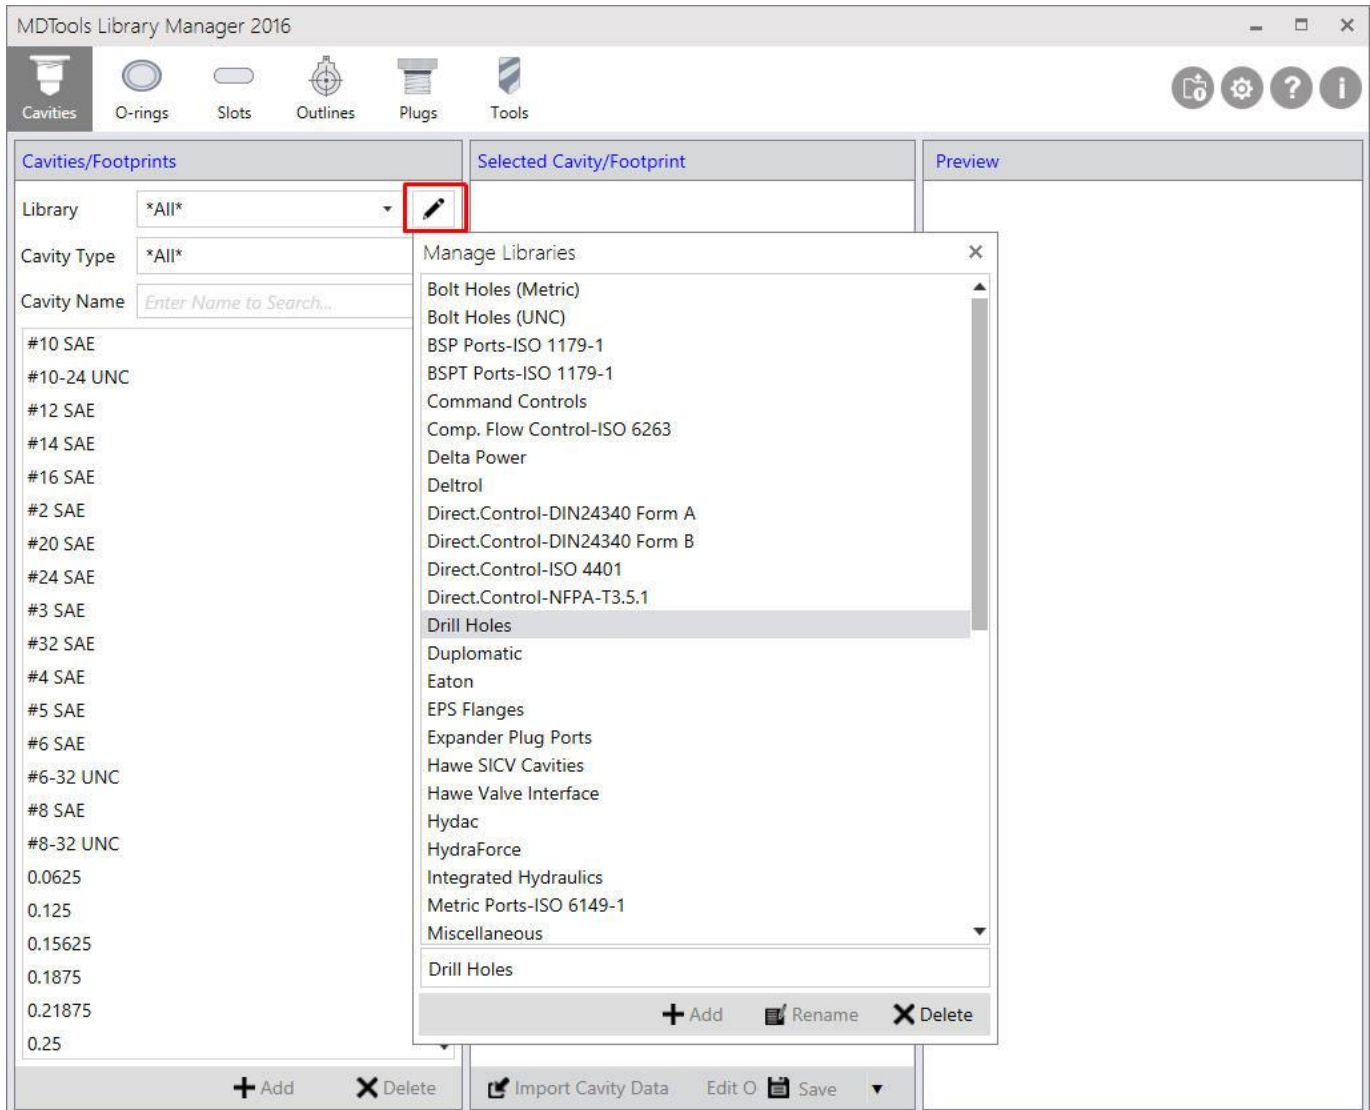 MDTools Library Manager 2016
Cavities O-rings Slots Outlines Plugs Tools
Cavities/Footprints Selected Cavity/Footprint Preview
Library *All*
Cavity Type *All*
Cavity Name Enter Name to Search...
#10 SAE
#10-24 UNC
#12 SAE
#14 SAE
#16 SAE
#2 SAE
#20 SAE
#24 SAE
#3 SAE
#32 SAE
#4 SAE
#5 SAE
#6 SAE
#6-32 UNC
#8 SAE
#8-32 UNC
0.0625
0.125
0.15625
0.1875
0.21875
0.25
Add Delete
Manage Libraries
Bolt Holes (Metric)
Bolt Holes (UNC)
BSP Ports-ISO 1179-1
BSPT Ports-ISO 1179-1
Command Controls
Comp. Flow Control-ISO 6263
Delta Power
Deltrol
Direct.Control-DIN24340 Form A
Direct.Control-DIN24340 Form B
Direct.Control-ISO 4401
Direct.Control-NFPA-T3.5.1
Drill Holes
Duplomatic
Eaton
EPS Flanges
Expander Plug Ports
Hawe SICV Cavities
Hawe Valve Interface
Hydac
HydraForce
Integrated Hydraulics
Metric Ports-ISO 6149-1
Miscellaneous
Drill Holes
Add Rename Delete
Import Cavity Data Edit O Save